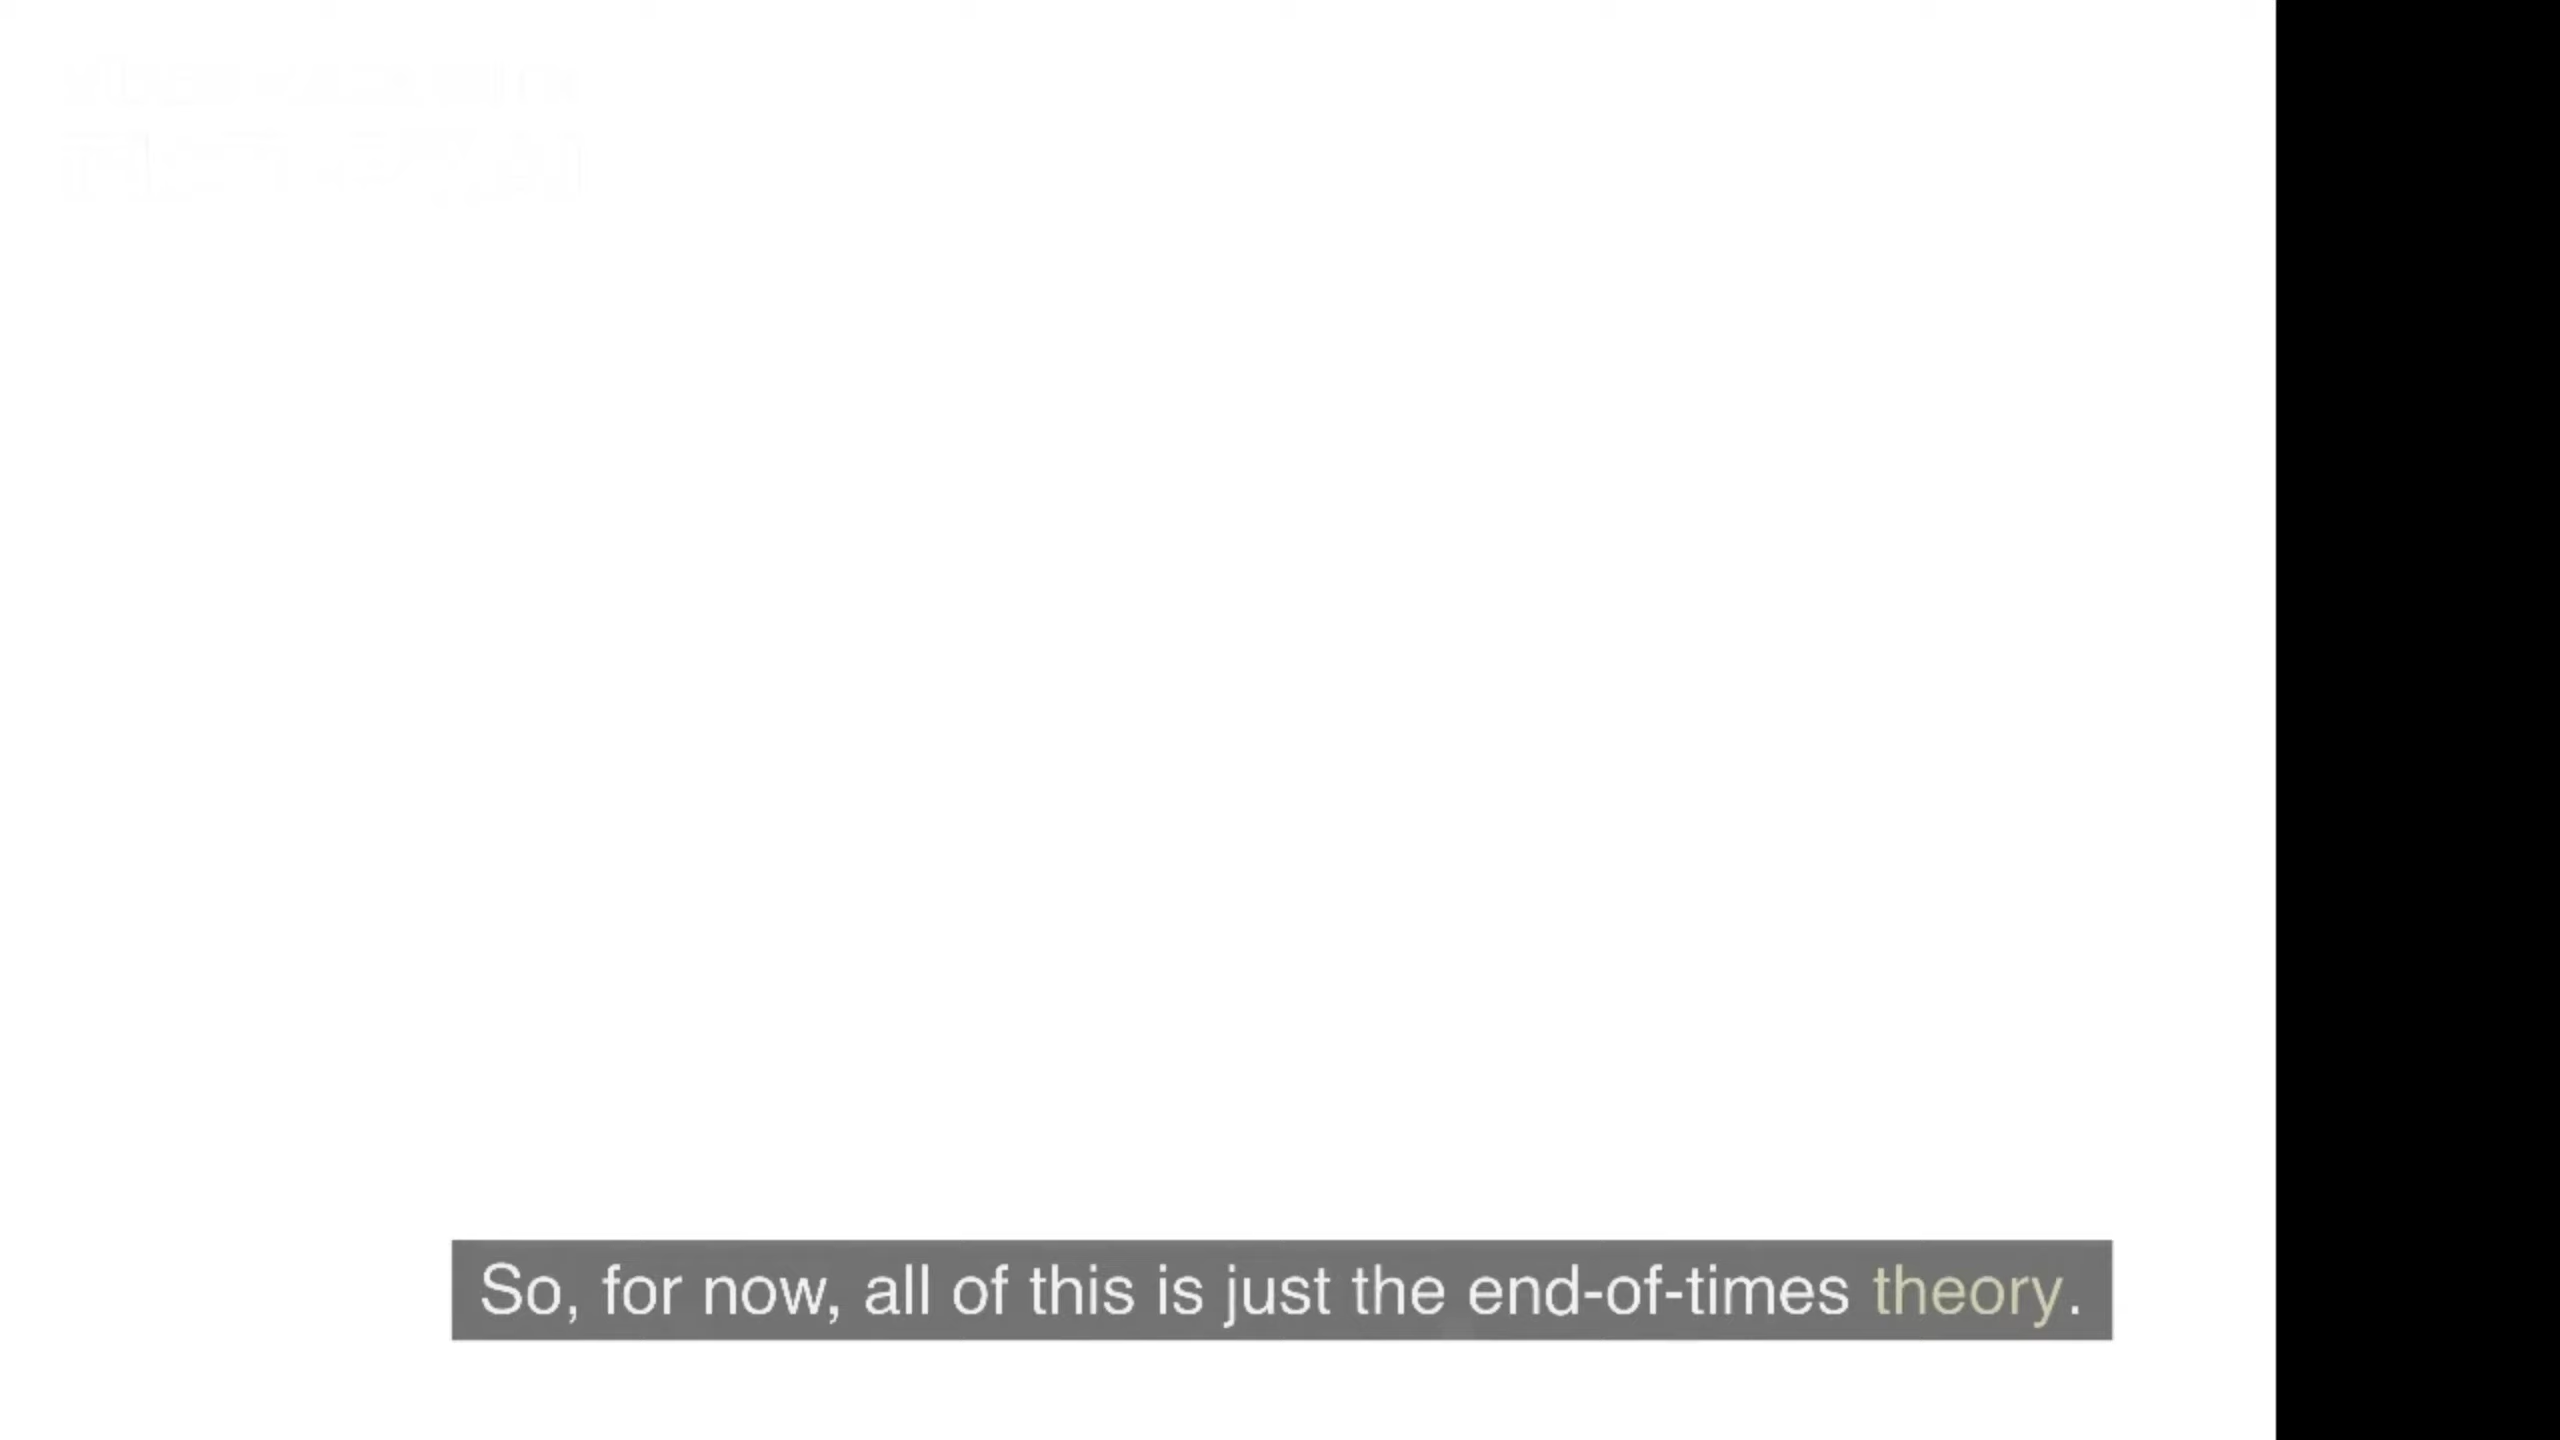 So, for now, all of this is just the end-of-times theory.